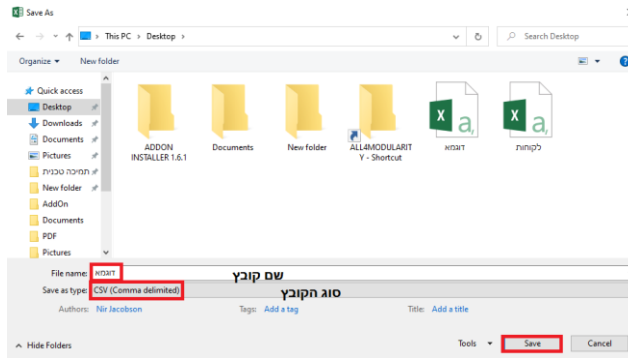 Save As
This PC > Desktop >
Search Desktop
Organize
New folder
Quick access
Desktop
Downloads
Documents
Pictures
תמיכה טכנית
New folder
AddOn
Documents
PDF
Pictures
ADDON INSTALLER 1.6.1
Documents
New folder
ALL4MODULARIT
Y - Shortcut
דוגמא
לקוחות
File name: דוגמא
שם קובץ
Save as type: CSV (Comma delimited)
סוג הקובץ
Authors: Nir Jacobson
Tags: Add a tag
Title: Add a title
Hide Folders
Tools
Save
Cancel